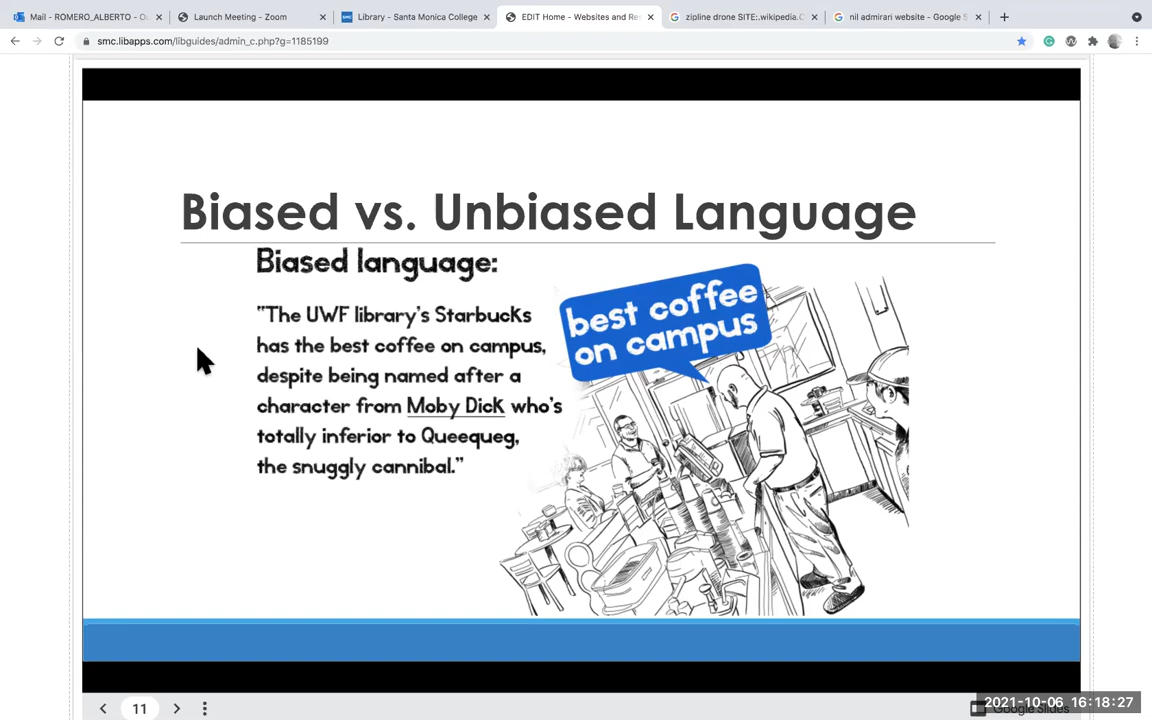 Mail - ROMERO_ALBERTO - Ou
Launch Meeting - Zoom
Library - Santa Monica College
EDIT Home - Websites and Re
zipline drone SITE:.wikipedia.
nil admirari website - Google S
smc.libapps.com/libguides/admin_c.php?g=1185199
Biased vs. Unbiased Language
Biased language:
"The UWF library's Starbucks
has the best coffee on campus,
despite being named after a
character from Moby Dick who's
totally inferior to Queequeg,
the snuggly cannibal."
best coffee
on campus
11
Google Slides
2021-10-06 16:18:27